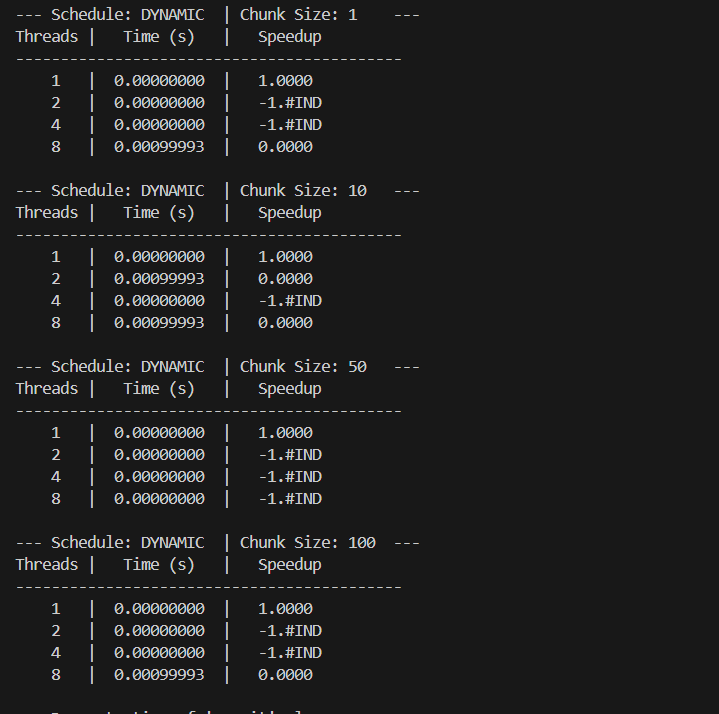 --- Schedule: DYNAMIC  | Chunk Size: 1    ---
Threads |   Time (s)   |   Speedup
-------------------------------------------
    1   |  0.00000000  |   1.0000
    2   |  0.00000000  |   -1.#IND
    4   |  0.00000000  |   -1.#IND
    8   |  0.00099993  |   0.0000

--- Schedule: DYNAMIC  | Chunk Size: 10   ---
Threads |   Time (s)   |   Speedup
-------------------------------------------
    1   |  0.00000000  |   1.0000
    2   |  0.00099993  |   0.0000
    4   |  0.00000000  |   -1.#IND
    8   |  0.00099993  |   0.0000

--- Schedule: DYNAMIC  | Chunk Size: 50   ---
Threads |   Time (s)   |   Speedup
-------------------------------------------
    1   |  0.00000000  |   1.0000
    2   |  0.00000000  |   -1.#IND
    4   |  0.00000000  |   -1.#IND
    8   |  0.00000000  |   -1.#IND

--- Schedule: DYNAMIC  | Chunk Size: 100  ---
Threads |   Time (s)   |   Speedup
-------------------------------------------
    1   |  0.00000000  |   1.0000
    2   |  0.00000000  |   -1.#IND
    4   |  0.00000000  |   -1.#IND
    8   |  0.00099993  |   0.0000